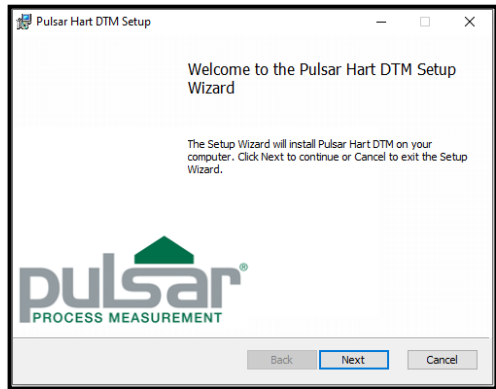 Pulsar Hart DTM Setup
Welcome to the Pulsar Hart DTM Setup
Wizard
The Setup Wizard will install Pulsar Hart DTM on your
computer. Click Next to continue or Cancel to exit the Setup
Wizard.
pulsar®
PROCESS MEASUREMENT
Back Next Cancel